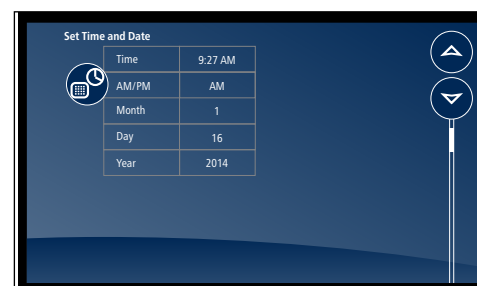 Set Time and Date
Time 9:27 AM
AM/PM AM
Month 1
Day 16
Year 2014